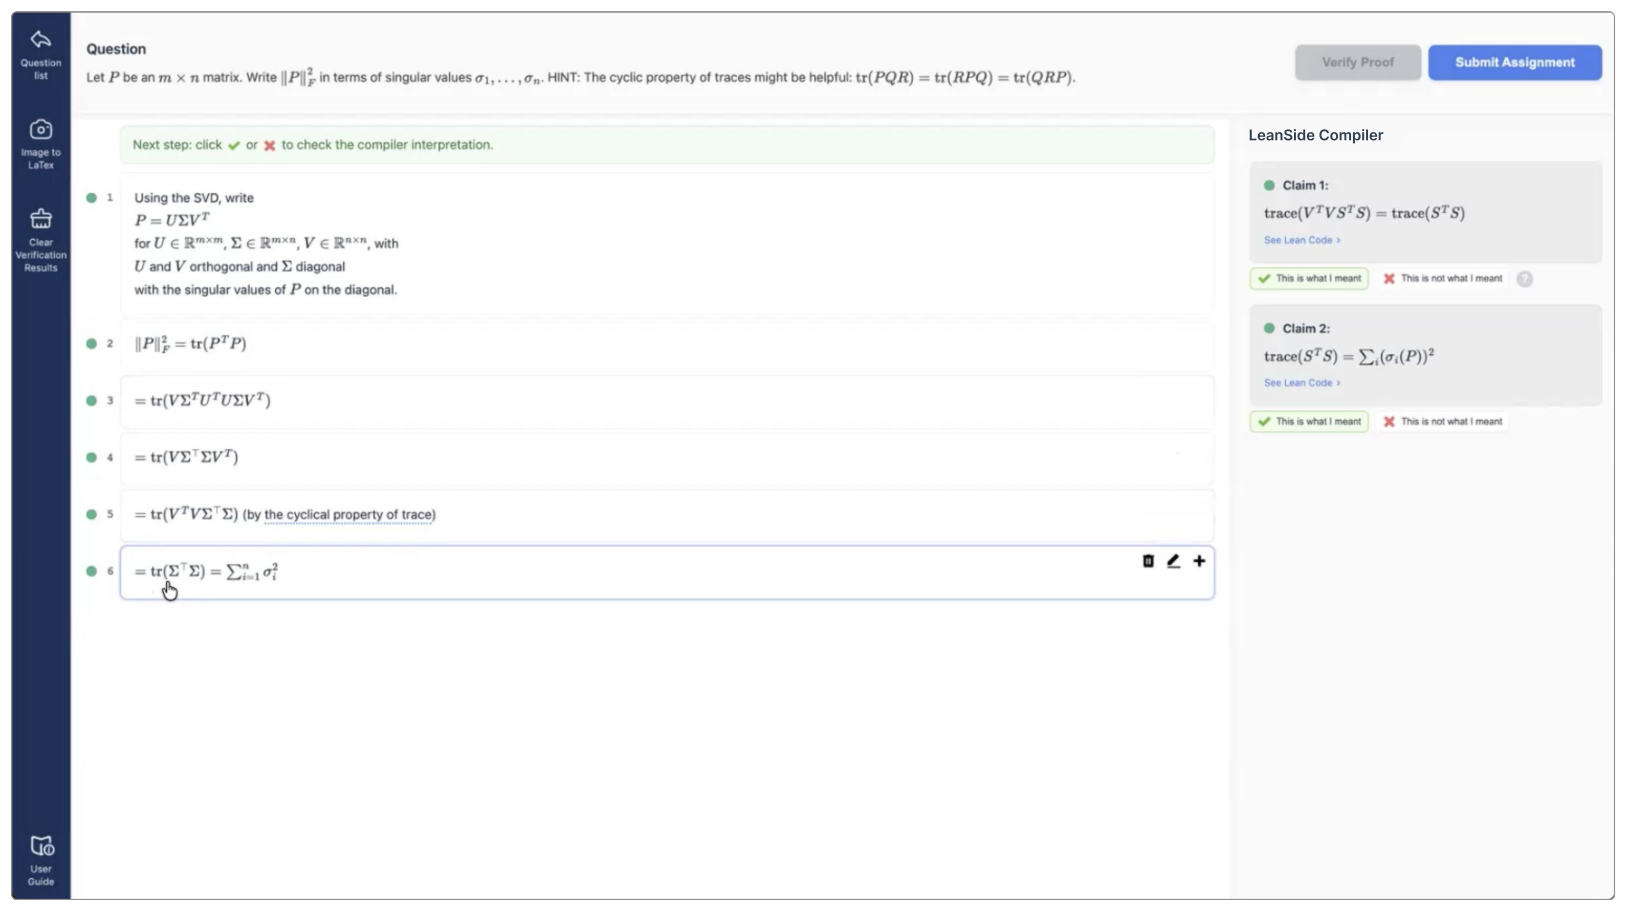 Question list
Image to LaTex
Clear Verification Results
User Guide
Question
Let P be an m × n matrix. Write ‖P‖²_F in terms of singular values σ₁, . . . , σₙ. HINT: The cyclic property of traces might be helpful: tr(PQR) = tr(RPQ) = tr(QRP).
Verify Proof
Submit Assignment
Next step: click ✔ or ✖ to check the compiler interpretation.
1 Using the SVD, write
P = UΣV^T
for U ∈ ℝ^{m×m}, Σ ∈ ℝ^{m×n}, V ∈ ℝ^{n×n}, with
U and V orthogonal and Σ diagonal
with the singular values of P on the diagonal.
2 ‖P‖²_F = tr(P^T P)
3 = tr(VΣ^T U^T UΣV^T)
4 = tr(VΣ^⊤ΣV^T)
5 = tr(V^T VΣ^⊤Σ) (by the cyclical property of trace)
6 = tr(Σ^⊤Σ) = ∑_{i=1}^n σ_i^2
LeanSide Compiler
Claim 1:
trace(V^T V S^T S) = trace(S^T S)
See Lean Code ›
✔ This is what I meant ✖ This is not what I meant ?
Claim 2:
trace(S^T S) = ∑_i(σ_i(P))^2
See Lean Code ›
✔ This is what I meant ✖ This is not what I meant